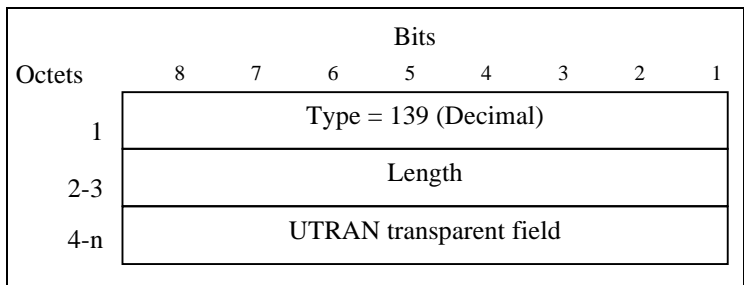 Bits
Octets 8 7 6 5 4 3 2 1
1 Type = 139 (Decimal)
2-3 Length
4-n UTRAN transparent field